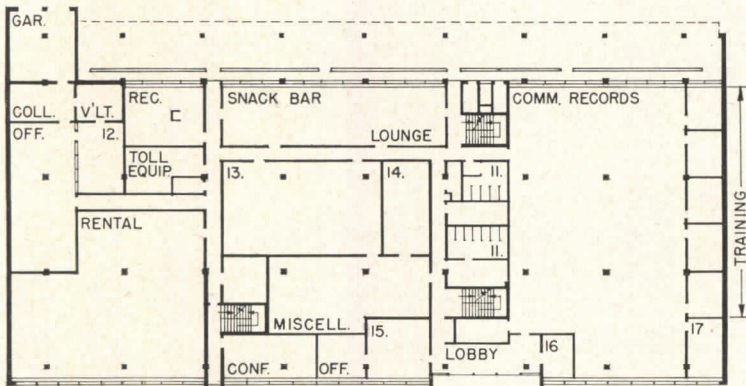 GAR.
REC.
SNACK BAR
COMM. RECORDS
COLL.
V'LT.
OFF.
12.
LOUNGE
TOLL
EQUIP.
13.
14.
11.
TRAINING
RENTAL
11.
MISCELL.
15.
17
LOBBY
16
CONF.
OFF.